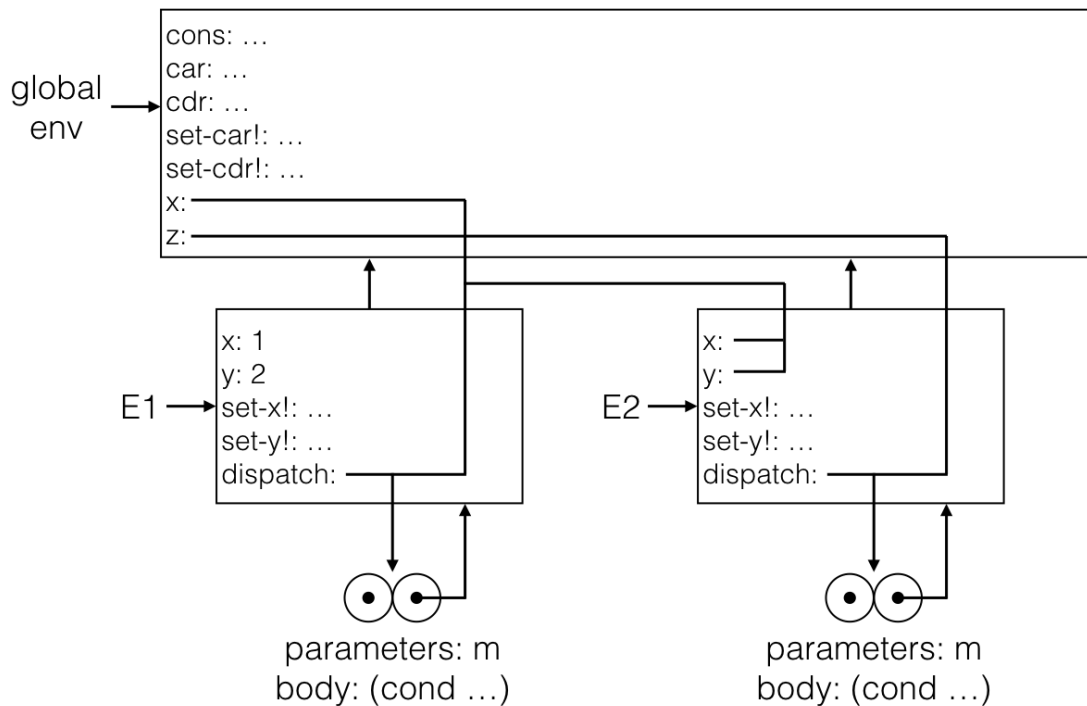 global
env
cons: …
car: …
cdr: …
set-car!: …
set-cdr!: …
x:
z:
E1
x: 1
y: 2
set-x!: …
set-y!: …
dispatch:
parameters: m
body: (cond …)
E2
x:
y:
set-x!: …
set-y!: …
dispatch:
parameters: m
body: (cond …)